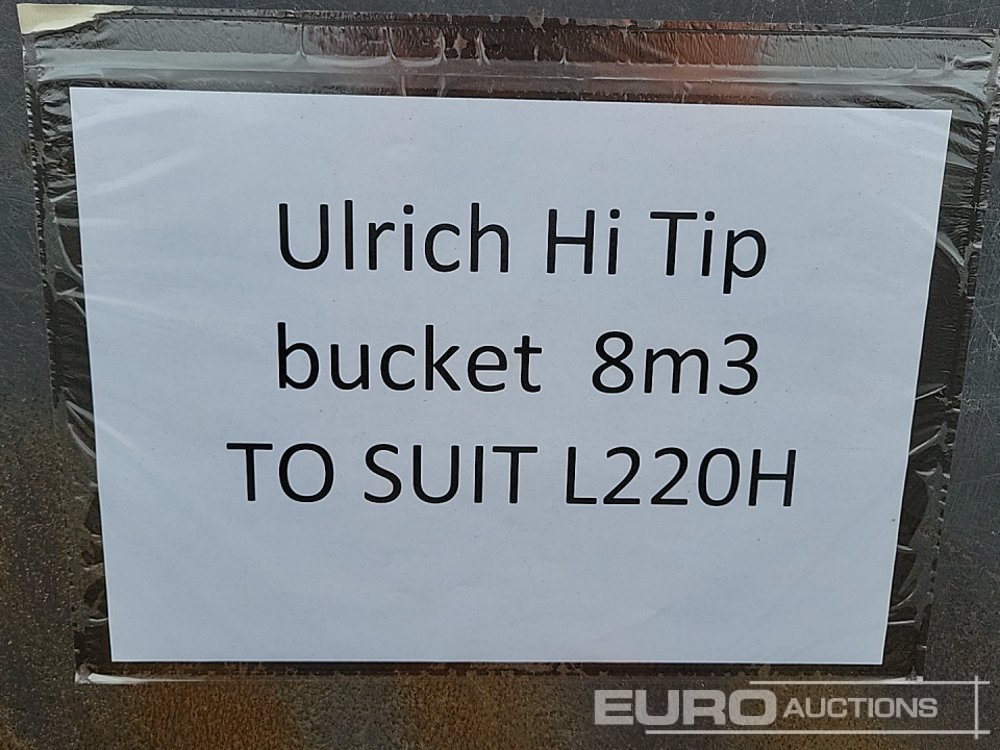 Ulrich Hi Tip
bucket 8m3
TO SUIT L220H
EURO AUCTIONS